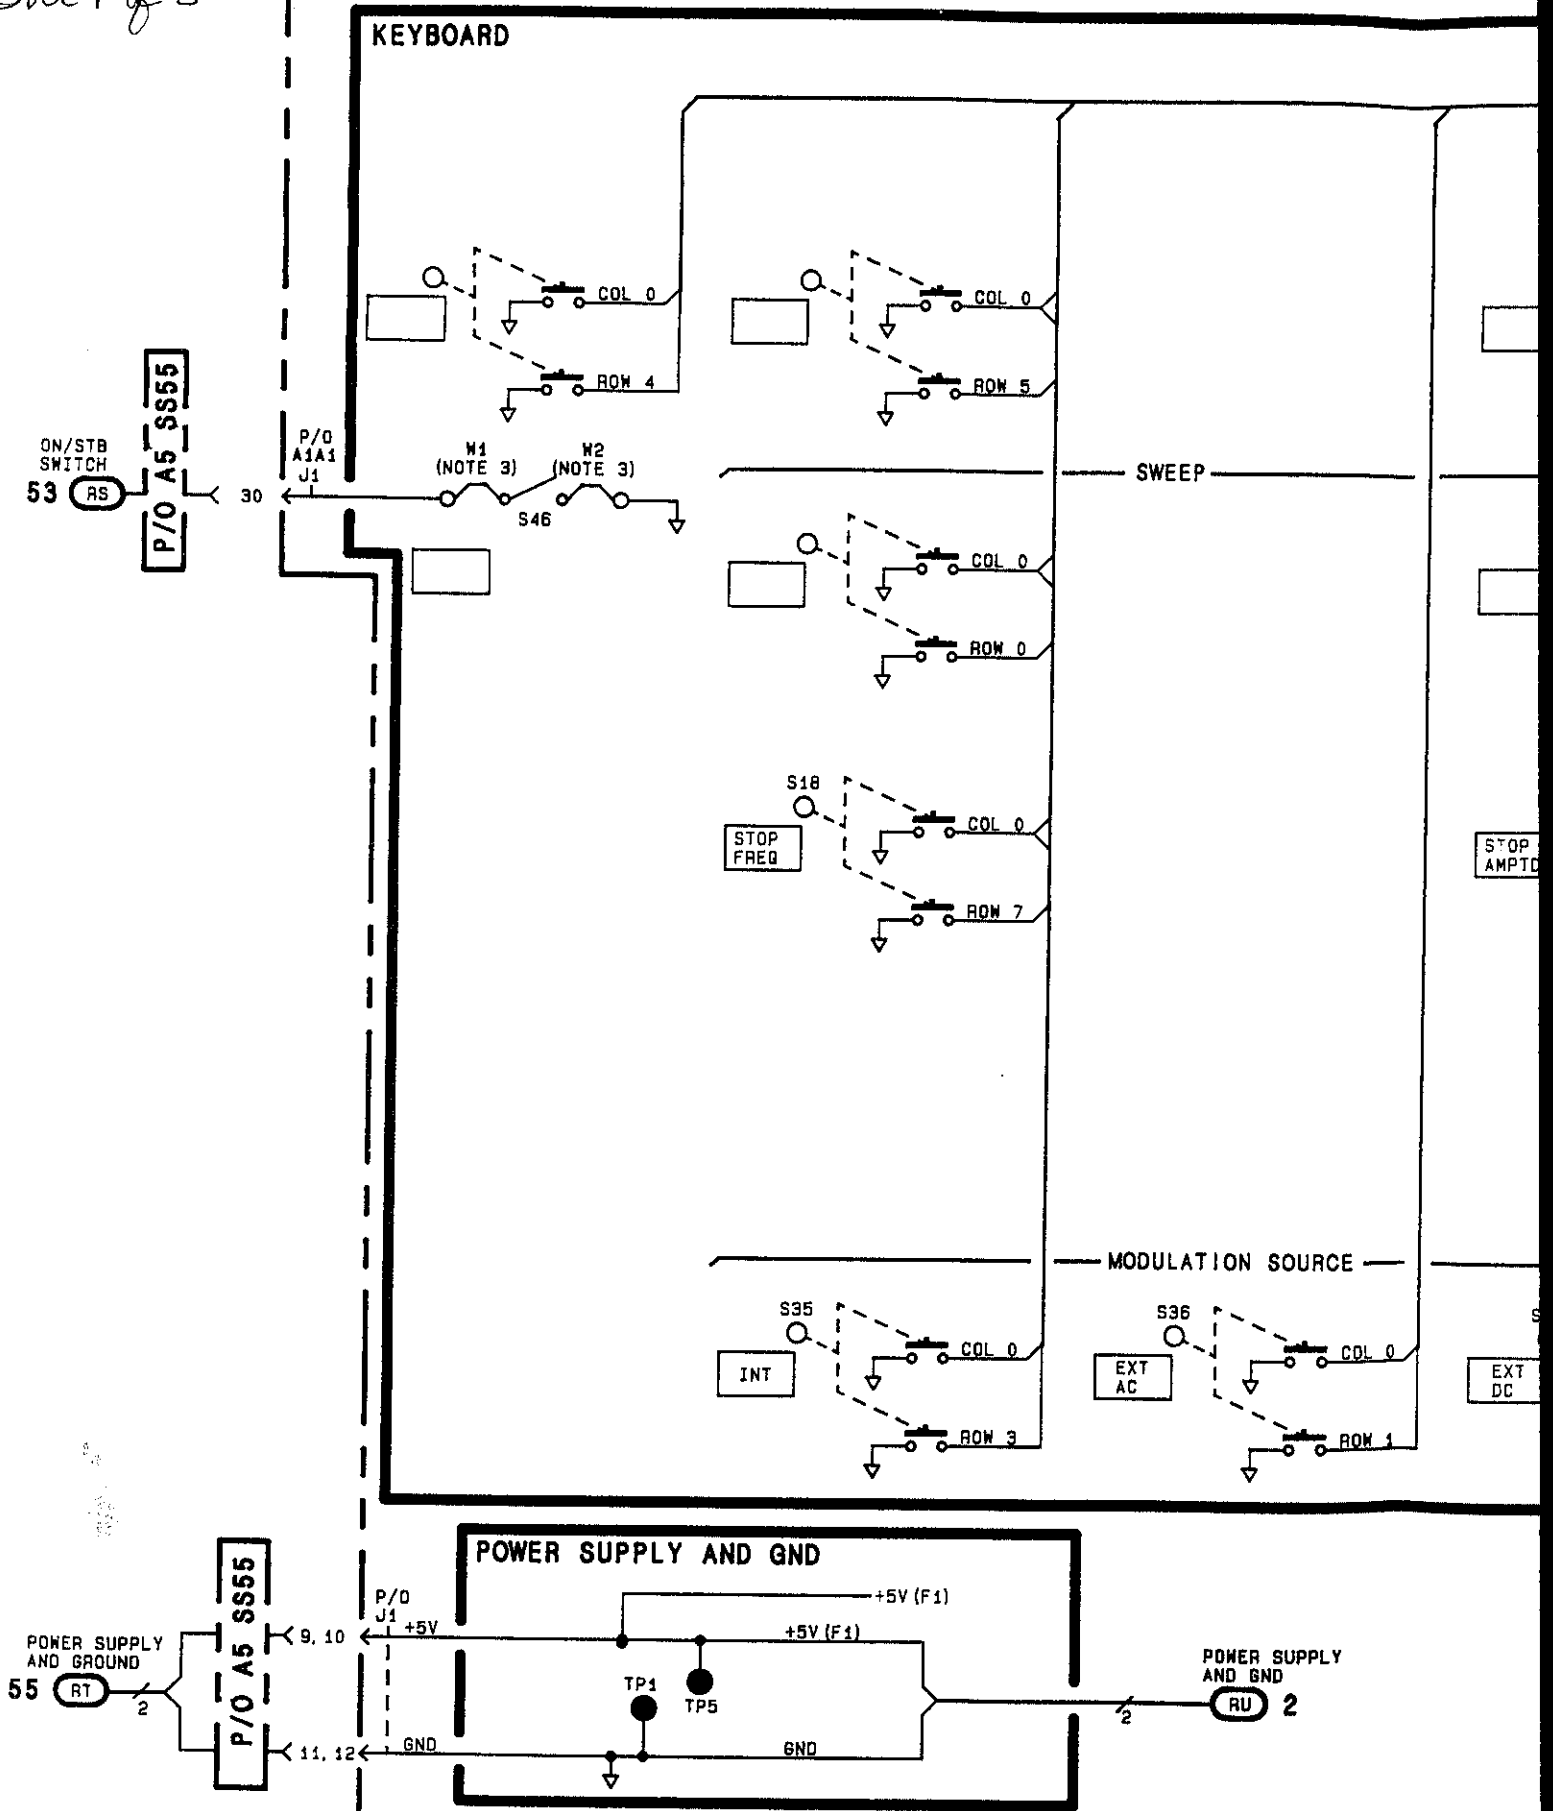 KEYBOARD
COL 0
ROW 4
COL 0
ROW 5
ON/STB
SWITCH
53
RS
P/O A5 SS55
30
P/O
A1A1
J1
W1
(NOTE 3)
W2
(NOTE 3)
S46
SWEEP
COL 0
ROW 0
S18
STOP
FREQ
COL 0
ROW 7
STOP
AMPTD
MODULATION SOURCE
S35
INT
COL 0
ROW 3
S36
EXT
AC
COL 0
ROW 1
EXT
DC
POWER SUPPLY AND GND
P/O A5 SS55
POWER SUPPLY
AND GROUND
55
RT
2
9, 10
11, 12
P/O
J1
+5V
+5V (F1)
+5V (F1)
TP1
TP5
GND
GND
2
POWER SUPPLY
AND GND
RU
2